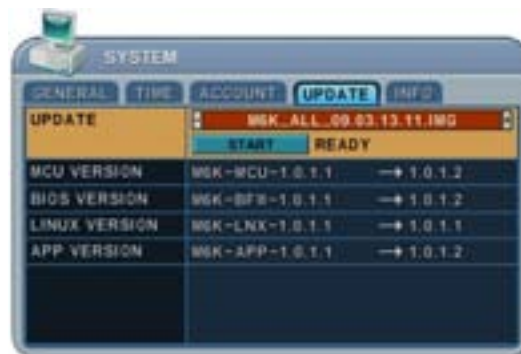 SYSTEM
GENERAL TIME ACCOUNT UPDATE INFO
UPDATE M6K_ALL_09.03.13.11.IMG
START READY
MCU VERSION M6K-MCU-1.0.1.1 → 1.0.1.2
BIOS VERSION M6K-BFW-1.0.1.1 → 1.0.1.2
LINUX VERSION M6K-LNX-1.0.1.1 → 1.0.1.1
APP VERSION M6K-APP-1.0.1.1 → 1.0.1.2